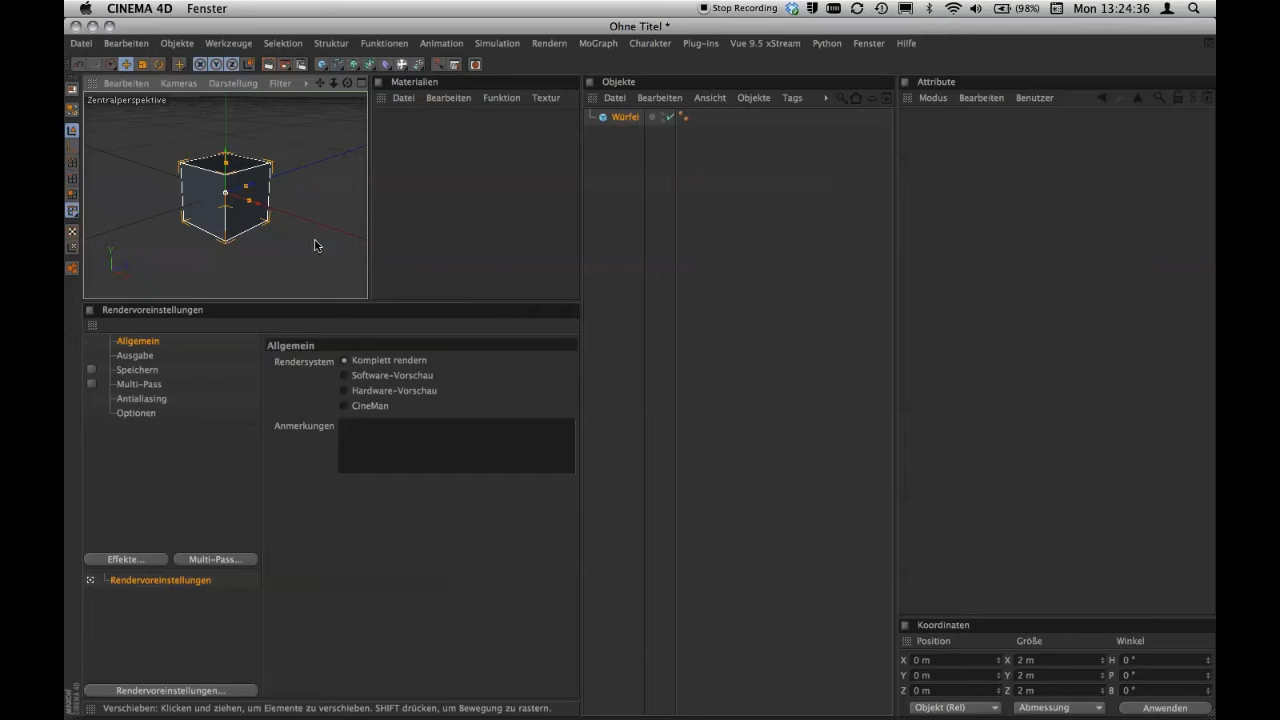 CINEMA 4D Fenster Stop Recording (98%) Mon 13:24:36
Ohne Titel *
Datei Bearbeiten Objekte Werkzeuge Selektion Struktur Funktionen Animation Simulation Rendern MoGraph Charakter Plug-ins Vue 9.5 xStream Python Fenster Hilfe
Bearbeiten Kameras Darstellung Filter
Zentralperspektive
Y
Materialien
Datei Bearbeiten Funktion Textur
Objekte
Datei Bearbeiten Ansicht Objekte Tags
Würfel
Attribute
Modus Bearbeiten Benutzer
Rendervoreinstellungen
Allgemein
Ausgabe
Speichern
Multi-Pass
Antialiasing
Optionen
Effekte... Multi-Pass...
Rendervoreinstellungen
Rendervoreinstellungen...
Allgemein
Rendersystem Komplett rendern
Software-Vorschau
Hardware-Vorschau
CineMan
Anmerkungen
Koordinaten
Position Größe Winkel
X 0 m X 2 m H 0 °
Y 0 m Y 2 m P 0 °
Z 0 m Z 2 m B 0 °
Objekt (Rel) Abmessung Anwenden
MAXON CINEMA 4D
Verschieben: Klicken und ziehen, um Elemente zu verschieben. SHIFT drücken, um Bewegung zu rastern.